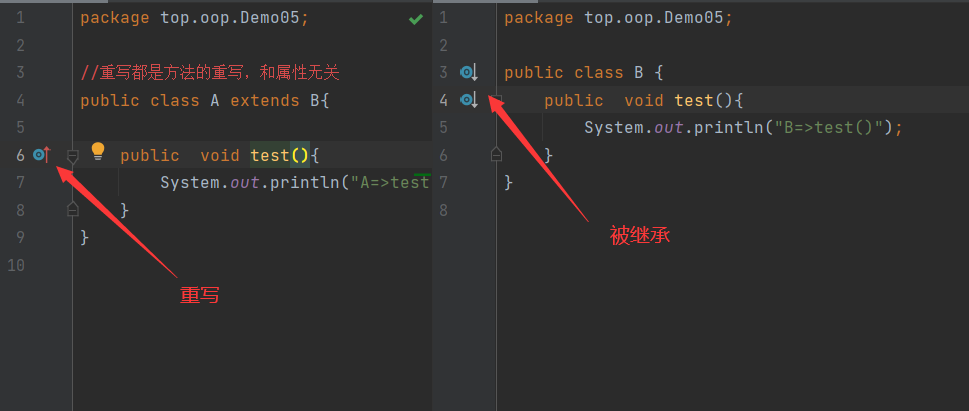 1 package top.oop.Demo05;
2
3 //重写都是方法的重写，和属性无关
4 public class A extends B{
5
6 public void test(){
7 System.out.println("A=>test
8 }
9 }
10
重写
1 package top.oop.Demo05;
2
3 public class B {
4 public void test(){
5 System.out.println("B=>test()");
6 }
7 }
8
被继承